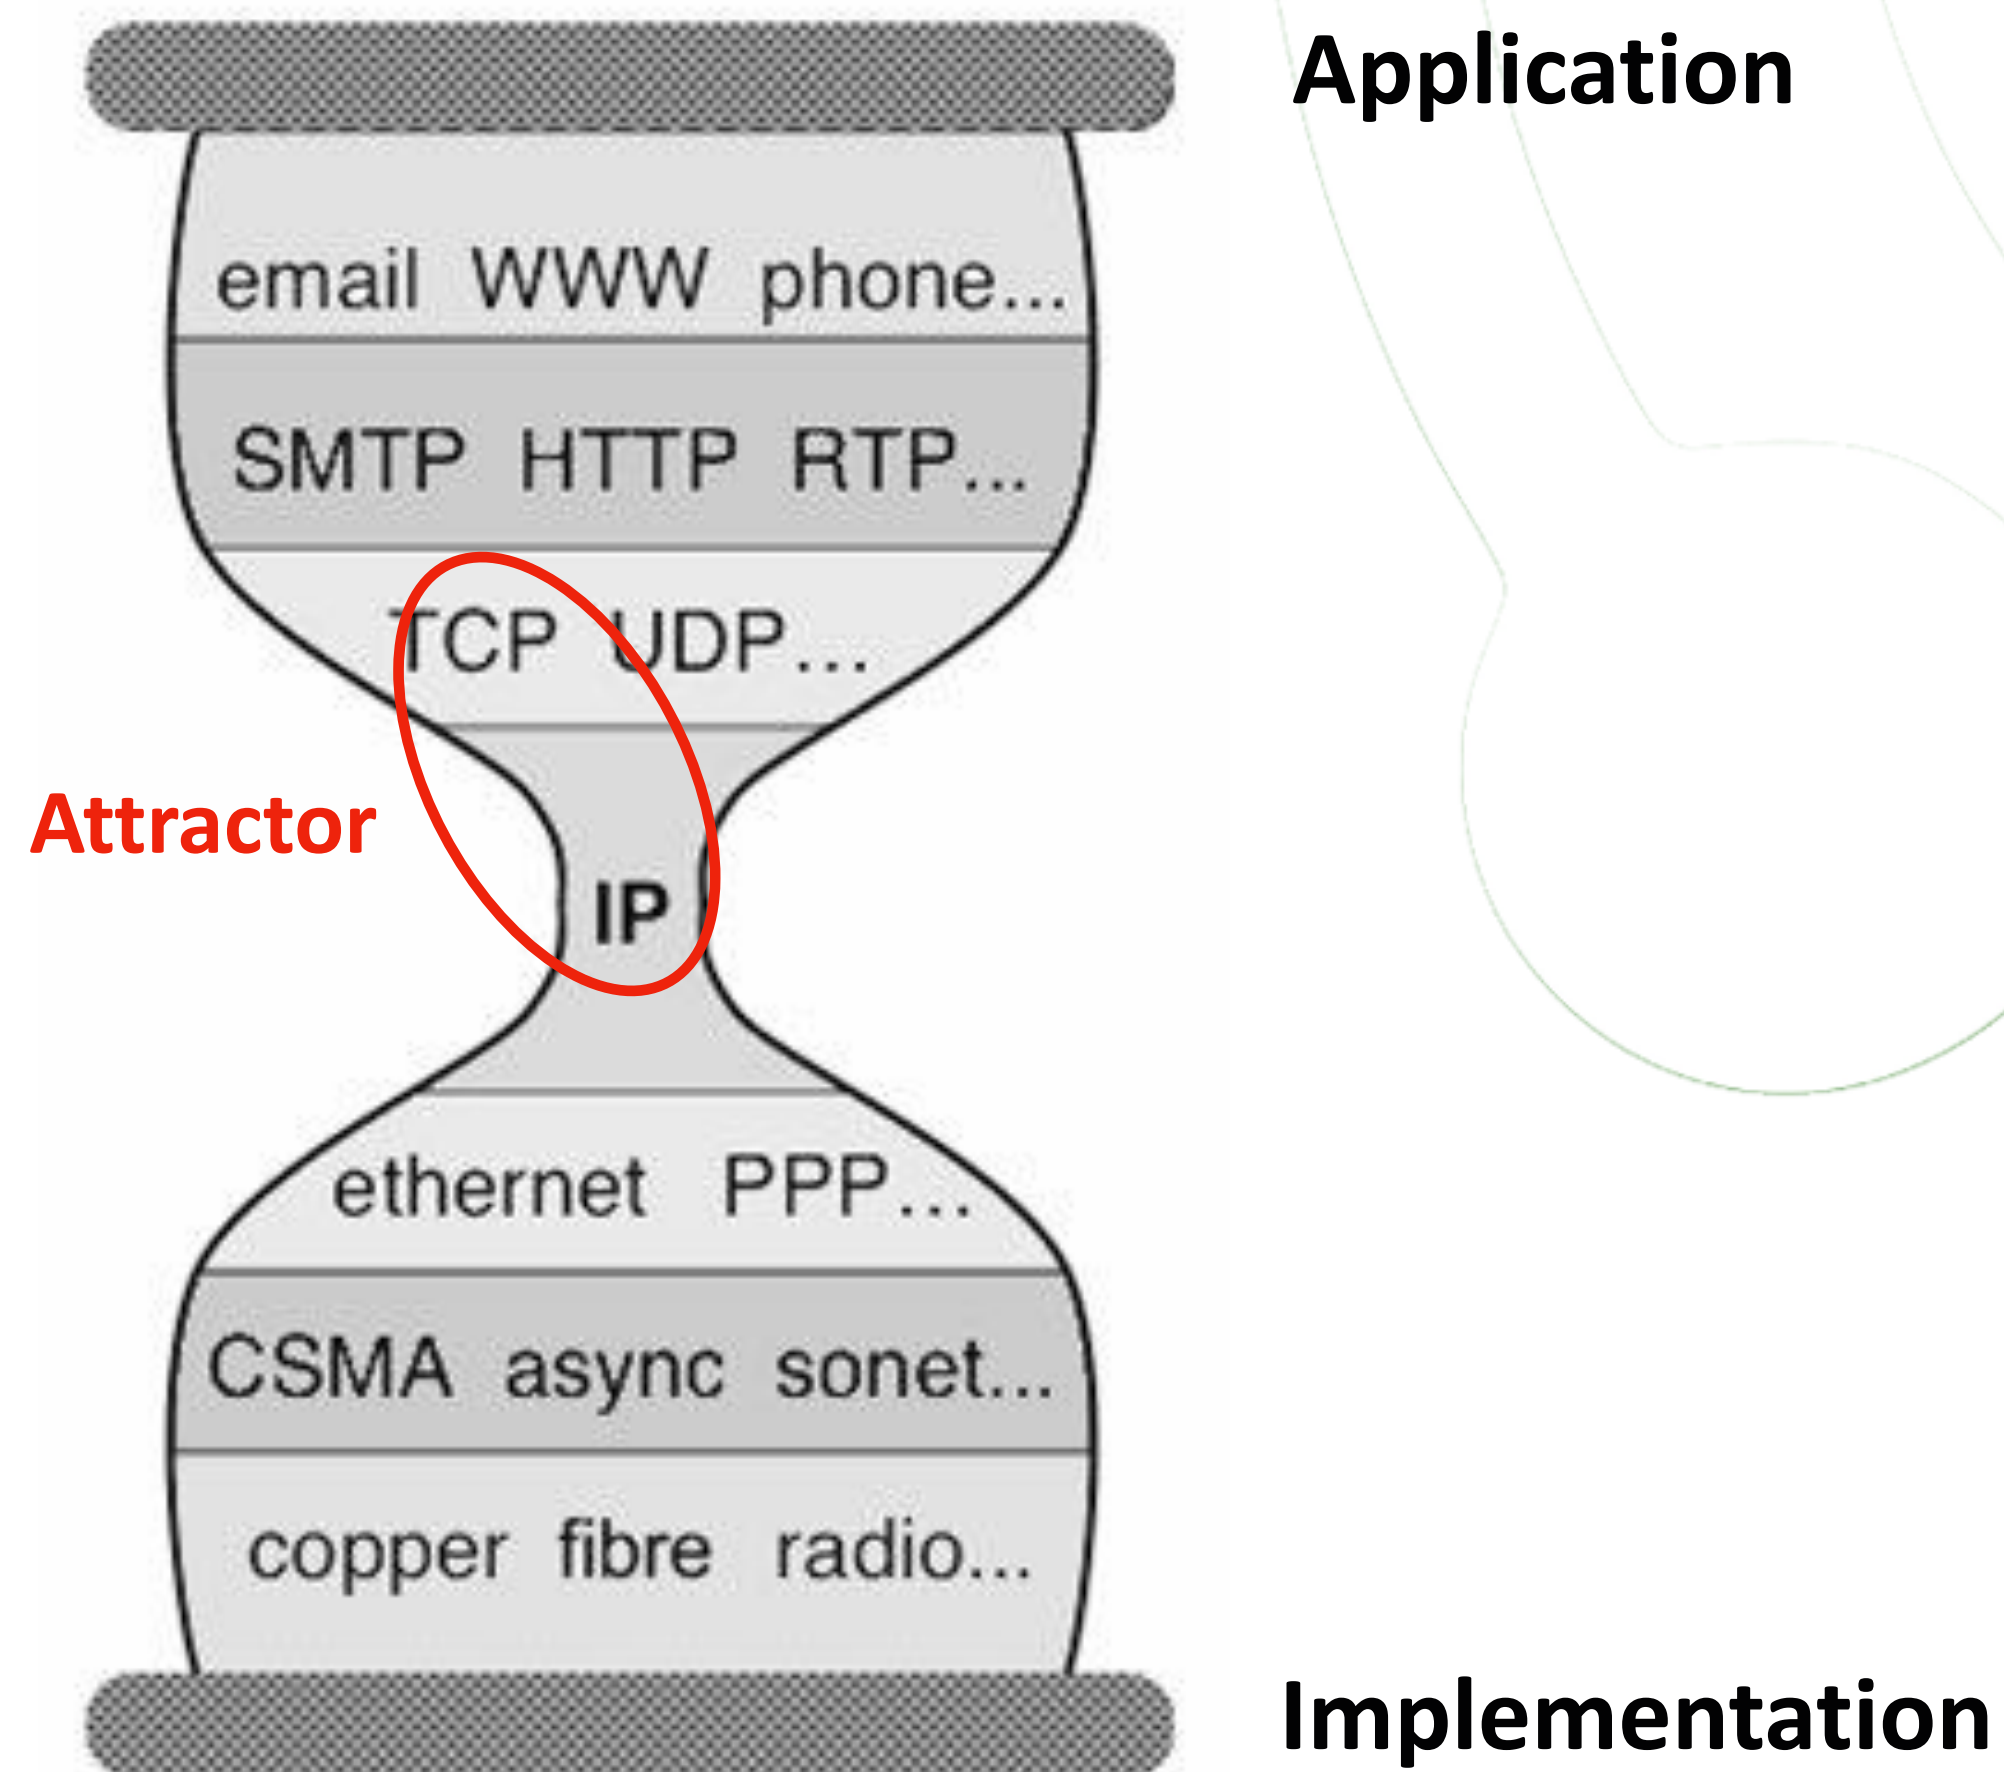 Application
email WWW phone...
SMTP HTTP RTP...
TCP UDP...
Attractor
IP
ethernet PPP...
CSMA async sonet...
copper fibre radio...
Implementation